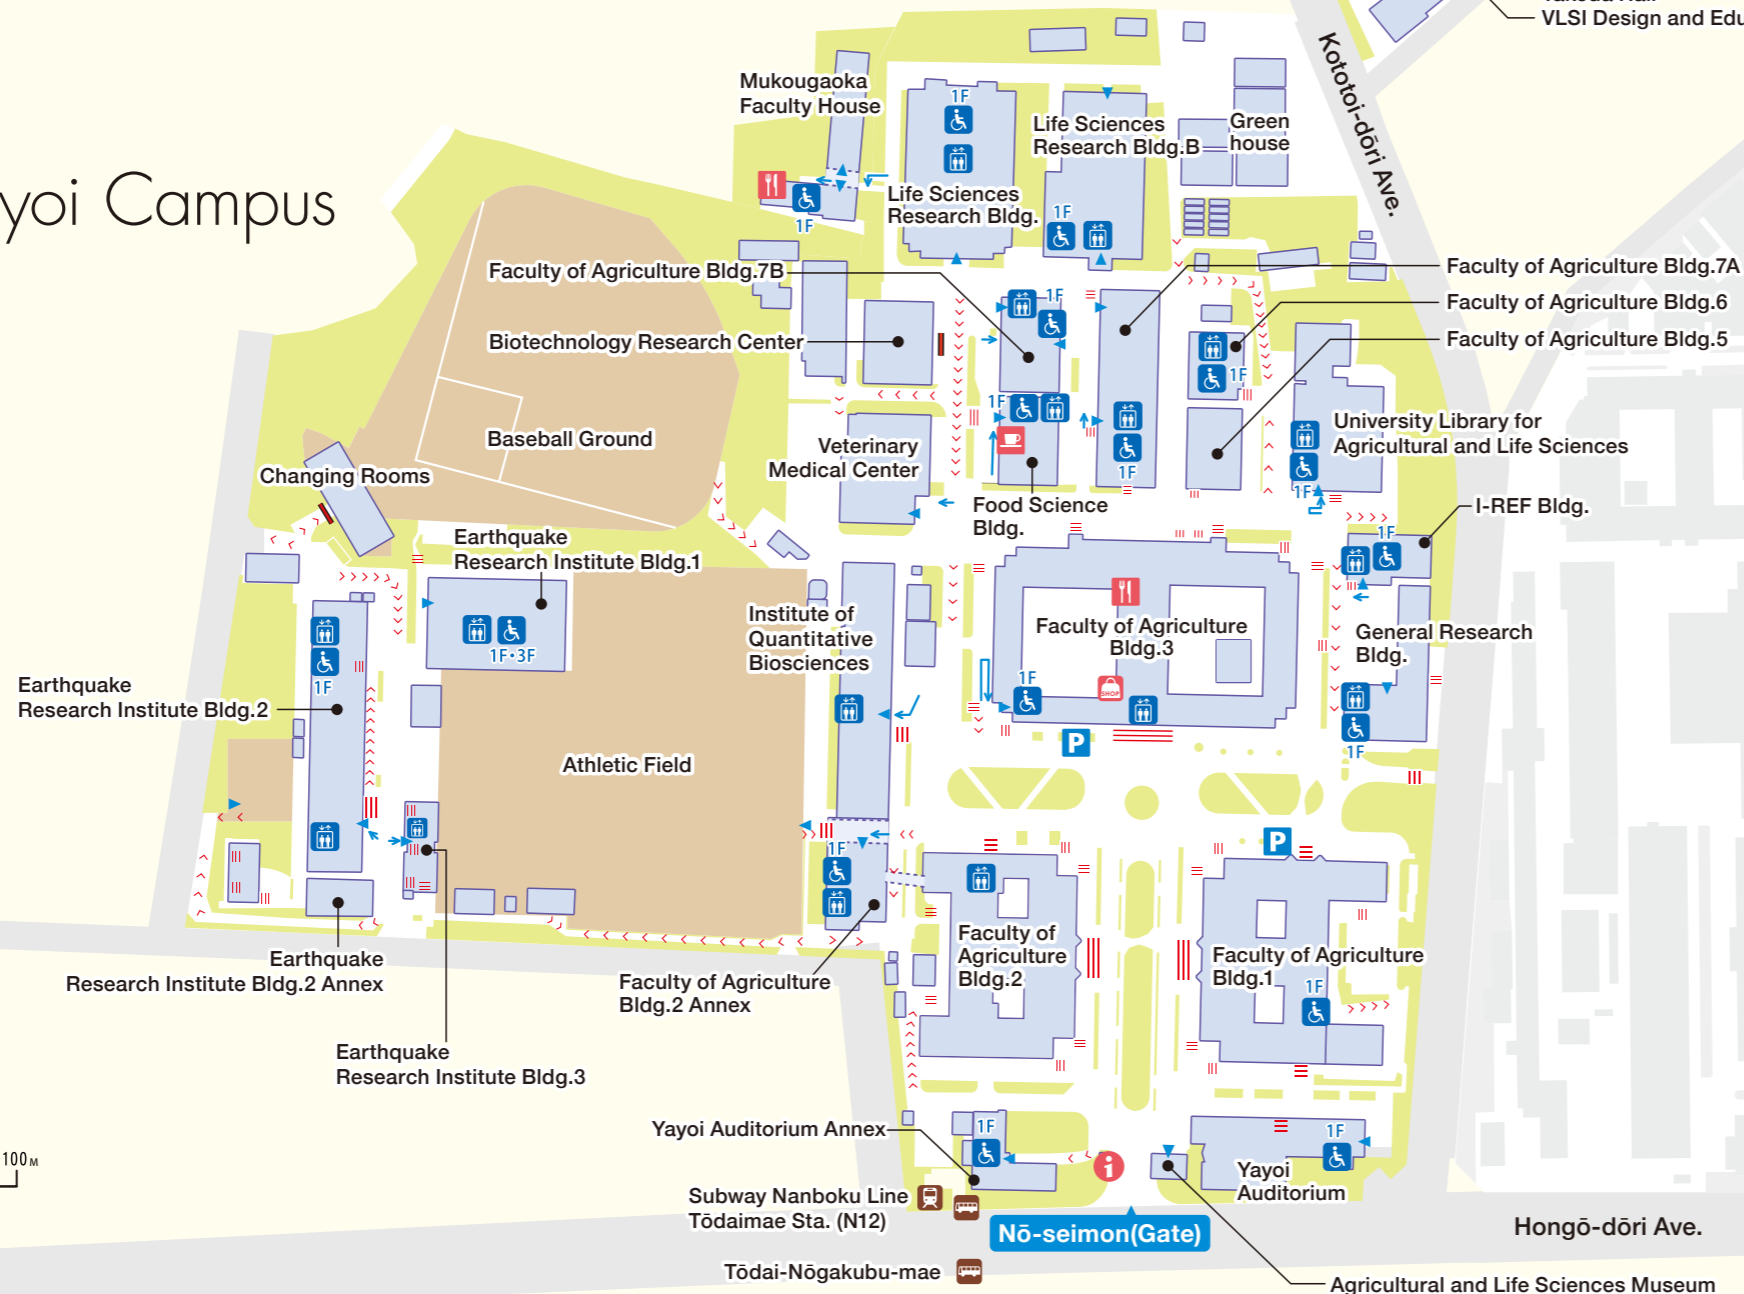 VLSI Design and Edu
Kototoi-dōri Ave.
Mukougaoka
Faculty House
1F
1F
Life Sciences
Research Bldg.B
Green
house
Life Sciences
Research Bldg.
1F
yoi Campus
Faculty of Agriculture Bldg.7B
1F
Faculty of Agriculture Bldg.7A
Faculty of Agriculture Bldg.6
Biotechnology Research Center
Faculty of Agriculture Bldg.5
1F
1F
Baseball Ground
Veterinary
Medical Center
University Library for
Agricultural and Life Sciences
1F
1F
Changing Rooms
Food Science
Bldg.
I-REF Bldg.
1F
Earthquake
Research Institute Bldg.1
1F・3F
Institute of
Quantitative
Biosciences
Faculty of Agriculture
Bldg.3
SHOP
1F
General Research
Bldg.
1F
Earthquake
Research Institute Bldg.2
1F
P
Athletic Field
P
1F
Faculty of
Agriculture
Bldg.2
Faculty of Agriculture
Bldg.1
1F
Earthquake
Research Institute Bldg.2 Annex
Faculty of Agriculture
Bldg.2 Annex
Earthquake
Research Institute Bldg.3
Yayoi Auditorium Annex
1F
i
1F
Yayoi
Auditorium
100M
Subway Nanboku Line
Tōdaimae Sta. (N12)
Nō-seimon(Gate)
Hongō-dōri Ave.
Tōdai-Nōgakubu-mae
Agricultural and Life Sciences Museum